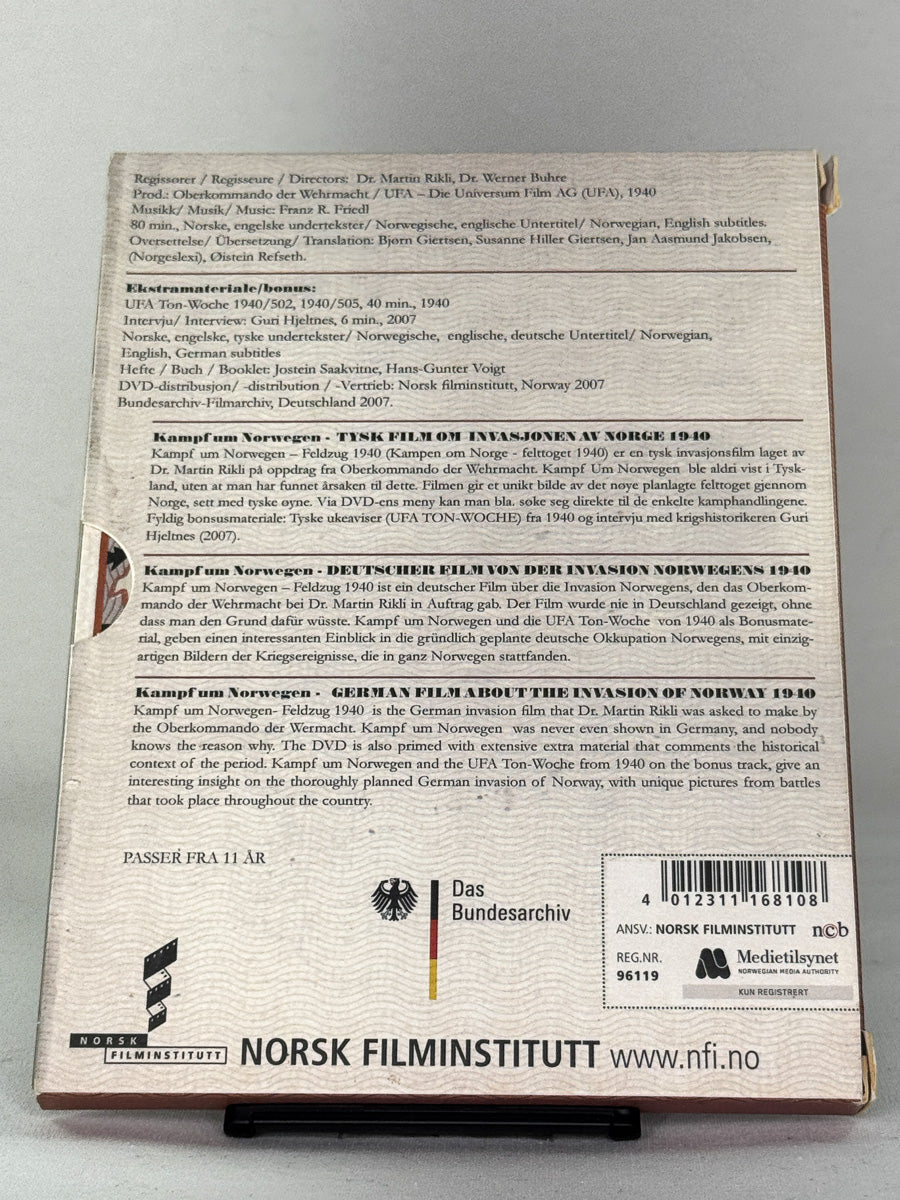 Regissører / Regisseure / Directors: Dr. Martin Rikli, Dr. Werner Buhre
Prod.: Oberkommando der Wehrmacht / UFA – Die Universum Film AG (UFA), 1940
Musikk/ Musik/ Music: Franz R. Friedl
80 min., Norske, engelske undertekster/ Norwegische, englische Untertitel/ Norwegian, English subtitles.
Oversettelse/ Übersetzung/ Translation: Bjørn Giertsen, Susanne Hiller Giertsen, Jan Aasmund Jakobsen,
(Norgeslexi), Øistein Refseth.
Ekstramateriale/bonus:
UFA Ton-Woche 1940/502, 1940/505, 40 min., 1940
Intervju/ Interview: Guri Hjeltnes, 6 min., 2007
Norske, engelske, tyske undertekster/ Norwegische, englische, deutsche Untertitel/ Norwegian,
English, German subtitles
Hefte / Buch / Booklet: Jostein Saakvitne, Hans-Gunter Voigt
DVD-distribusjon/ -distribution / -Vertrieb: Norsk filminstitutt, Norway 2007
Bundesarchiv-Filmarchiv, Deutschland 2007.
Kampf um Norwegen - TYSK FILM OM INVASJONEN AV NORGE 1940
Kampf um Norwegen – Feldzug 1940 (Kampen om Norge - felttoget 1940) er en tysk invasjonsfilm laget av
Dr. Martin Rikli på oppdrag fra Oberkommando der Wehrmacht. Kampf Um Norwegen ble aldri vist i Tysk-
land, uten at man har funnet årsaken til dette. Filmen gir et unikt bilde av det nøye planlagte felttoget gjennom
Norge, sett med tyske øyne. Via DVD-ens meny kan man bla. søke seg direkte til de enkelte kamphandlingene.
Fyldig bonusmateriale: Tyske ukeaviser (UFA TON-WOCHE) fra 1940 og intervju med krigshistorikeren Guri
Hjeltnes (2007).
Kampf um Norwegen - DEUTSCHER FILM VON DER INVASION NORWEGENS 1940
Kampf um Norwegen – Feldzug 1940 ist ein deutscher Film über die Invasion Norwegens, den das Oberkom-
mando der Wehrmacht bei Dr. Martin Rikli in Auftrag gab. Der Film wurde nie in Deutschland gezeigt, ohne
dass man den Grund dafür wüsste. Kampf um Norwegen und die UFA Ton-Woche von 1940 als Bonusmate-
rial, geben einen interessanten Einblick in die gründlich geplante deutsche Okkupation Norwegens, mit einzig-
artigen Bildern der Kriegsereignisse, die in ganz Norwegen stattfanden.
Kampf um Norwegen - GERMAN FILM ABOUT THE INVASION OF NORWAY 1940
Kampf um Norwegen- Feldzug 1940 is the German invasion film that Dr. Martin Rikli was asked to make by
the Oberkommando der Wermacht. Kampf um Norwegen was never even shown in Germany, and nobody
knows the reason why. The DVD is also primed with extensive extra material that comments the historical
context of the period. Kampf um Norwegen and the UFA Ton-Woche from 1940 on the bonus track, give an
interesting insight on the thoroughly planned German invasion of Norway, with unique pictures from battles
that took place throughout the country.
PASSER FRA 11 ÅR
Das
Bundesarchiv
4 012311 168108
ANSV.: NORSK FILMINSTITUTT ncb
REG.NR.
96119
Medietilsynet
NORWEGIAN MEDIA AUTHORITY
KUN REGISTRERT
NORSK
FILMINSTITUTT
NORSK FILMINSTITUTT www.nfi.no